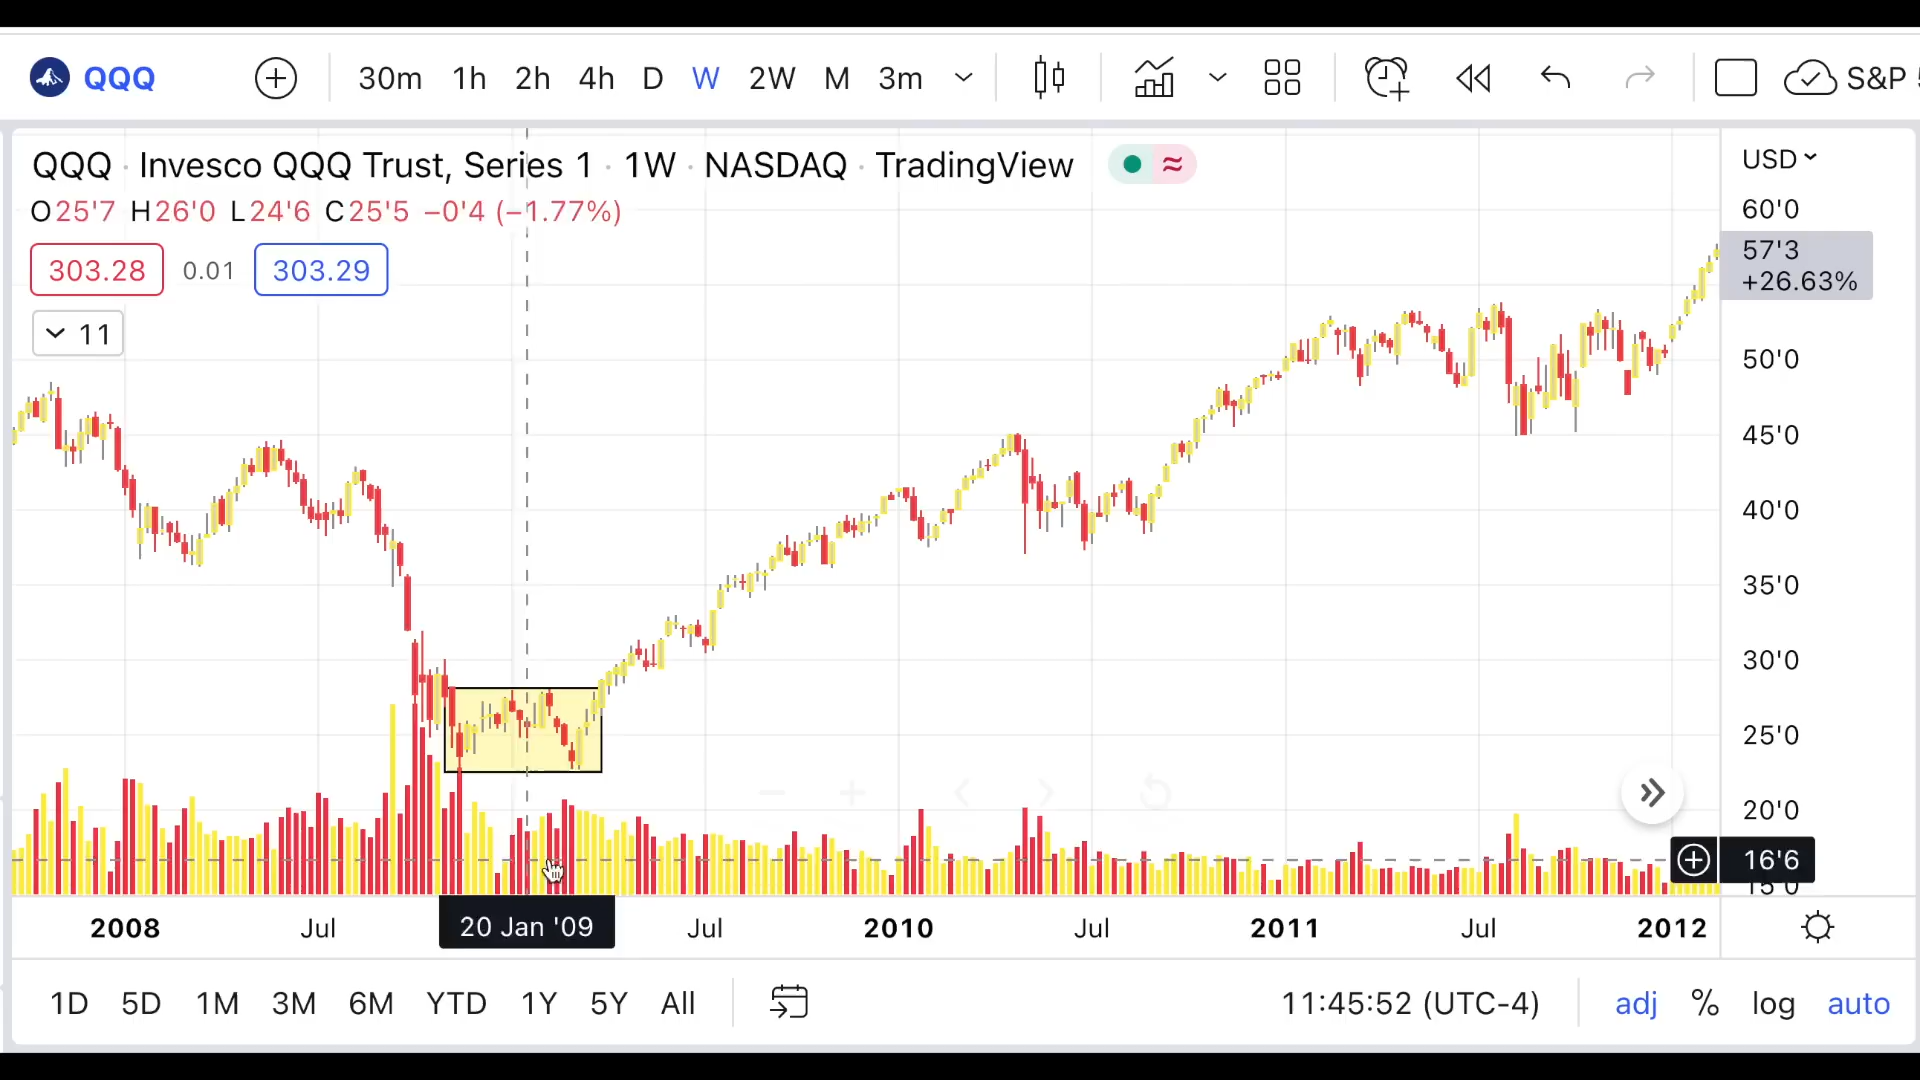 QQQ 30m 1h 2h 4h D W 2W M 3m S&P
QQQ · Invesco QQQ Trust, Series 1 · 1W · NASDAQ · TradingView
O25'7 H26'0 L24'6 C25'5 −0'4 (−1.77%)
303.28 0.01 303.29
11
USD
60'0
57'3
+26.63%
50'0
45'0
40'0
35'0
30'0
25'0
20'0
16'6
15'0
2008 Jul 20 Jan '09 Jul 2010 Jul 2011 Jul 2012
1D 5D 1M 3M 6M YTD 1Y 5Y All 11:45:52 (UTC-4) adj % log auto